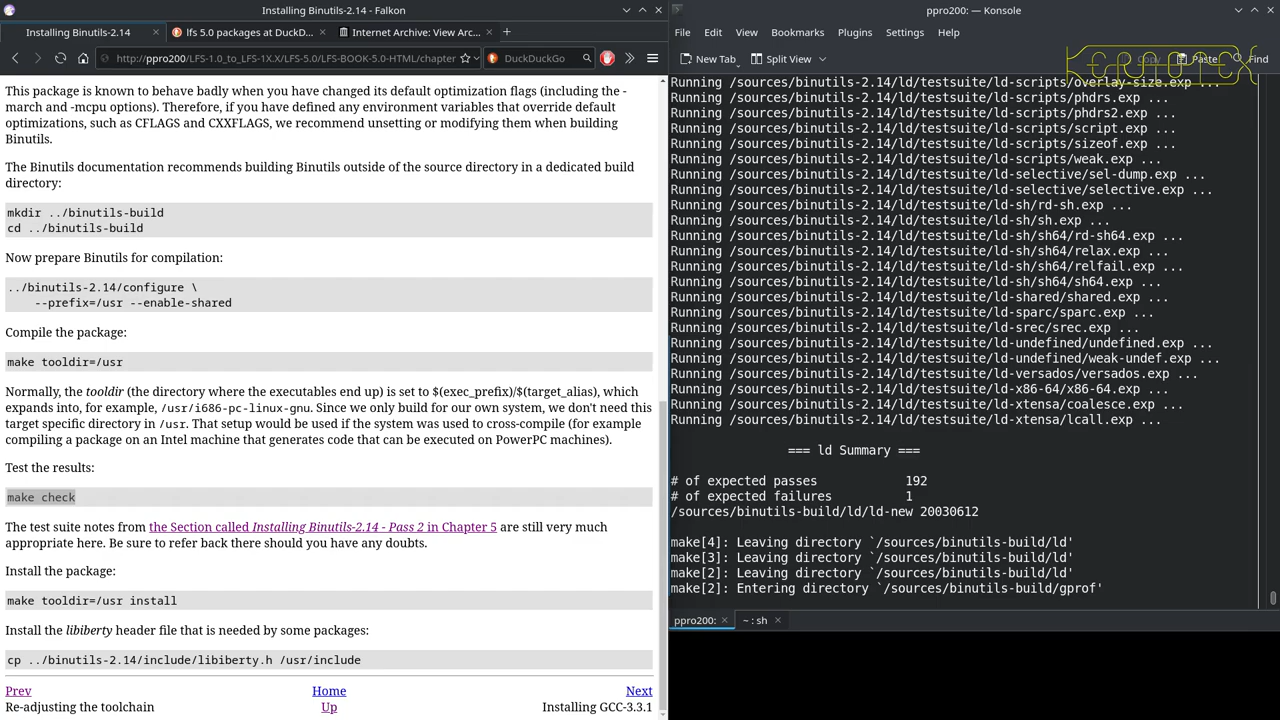 Installing Binutils-2.14 - Falkon
Installing Binutils-2.14
lfs 5.0 packages at DuckD...
Internet Archive: View Arc...
http://ppro200/LFS-1.0_to_LFS-1X.X/LFS-5.0/LFS-BOOK-5.0-HTML/chapter
DuckDuckGo
This package is known to behave badly when you have changed its default optimization flags (including the -
march and -mcpu options). Therefore, if you have defined any environment variables that override default
optimizations, such as CFLAGS and CXXFLAGS, we recommend unsetting or modifying them when building
Binutils.
The Binutils documentation recommends building Binutils outside of the source directory in a dedicated build
directory:
mkdir ../binutils-build
cd ../binutils-build
Now prepare Binutils for compilation:
../binutils-2.14/configure \
--prefix=/usr --enable-shared
Compile the package:
make tooldir=/usr
Normally, the tooldir (the directory where the executables end up) is set to $(exec_prefix)/$(target_alias), which
expands into, for example, /usr/i686-pc-linux-gnu. Since we only build for our own system, we don't need this
target specific directory in /usr. That setup would be used if the system was used to cross-compile (for example
compiling a package on an Intel machine that generates code that can be executed on PowerPC machines).
Test the results:
make check
The test suite notes from the Section called Installing Binutils-2.14 - Pass 2 in Chapter 5 are still very much
appropriate here. Be sure to refer back there should you have any doubts.
Install the package:
make tooldir=/usr install
Install the libiberty header file that is needed by some packages:
cp ../binutils-2.14/include/libiberty.h /usr/include
Prev Home Next
Re-adjusting the toolchain Up Installing GCC-3.3.1
ppro200: — Konsole
File Edit View Bookmarks Plugins Settings Help
New Tab Split View Copy Paste Find
Running /sources/binutils-2.14/ld/testsuite/ld-scripts/overlay-size.exp ...
Running /sources/binutils-2.14/ld/testsuite/ld-scripts/phdrs.exp ...
Running /sources/binutils-2.14/ld/testsuite/ld-scripts/phdrs2.exp ...
Running /sources/binutils-2.14/ld/testsuite/ld-scripts/script.exp ...
Running /sources/binutils-2.14/ld/testsuite/ld-scripts/sizeof.exp ...
Running /sources/binutils-2.14/ld/testsuite/ld-scripts/weak.exp ...
Running /sources/binutils-2.14/ld/testsuite/ld-selective/sel-dump.exp ...
Running /sources/binutils-2.14/ld/testsuite/ld-selective/selective.exp ...
Running /sources/binutils-2.14/ld/testsuite/ld-sh/rd-sh.exp ...
Running /sources/binutils-2.14/ld/testsuite/ld-sh/sh.exp ...
Running /sources/binutils-2.14/ld/testsuite/ld-sh/sh64/rd-sh64.exp ...
Running /sources/binutils-2.14/ld/testsuite/ld-sh/sh64/relax.exp ...
Running /sources/binutils-2.14/ld/testsuite/ld-sh/sh64/relfail.exp ...
Running /sources/binutils-2.14/ld/testsuite/ld-sh/sh64/sh64.exp ...
Running /sources/binutils-2.14/ld/testsuite/ld-shared/shared.exp ...
Running /sources/binutils-2.14/ld/testsuite/ld-sparc/sparc.exp ...
Running /sources/binutils-2.14/ld/testsuite/ld-srec/srec.exp ...
Running /sources/binutils-2.14/ld/testsuite/ld-undefined/undefined.exp ...
Running /sources/binutils-2.14/ld/testsuite/ld-undefined/weak-undef.exp ...
Running /sources/binutils-2.14/ld/testsuite/ld-versados/versados.exp ...
Running /sources/binutils-2.14/ld/testsuite/ld-x86-64/x86-64.exp ...
Running /sources/binutils-2.14/ld/testsuite/ld-xtensa/coalesce.exp ...
Running /sources/binutils-2.14/ld/testsuite/ld-xtensa/lcall.exp ...
=== ld Summary ===
# of expected passes 192
# of expected failures 1
/sources/binutils-build/ld/ld-new 20030612
make[4]: Leaving directory `/sources/binutils-build/ld'
make[3]: Leaving directory `/sources/binutils-build/ld'
make[2]: Leaving directory `/sources/binutils-build/ld'
make[2]: Entering directory `/sources/binutils-build/gprof'
ppro200:
~ : sh